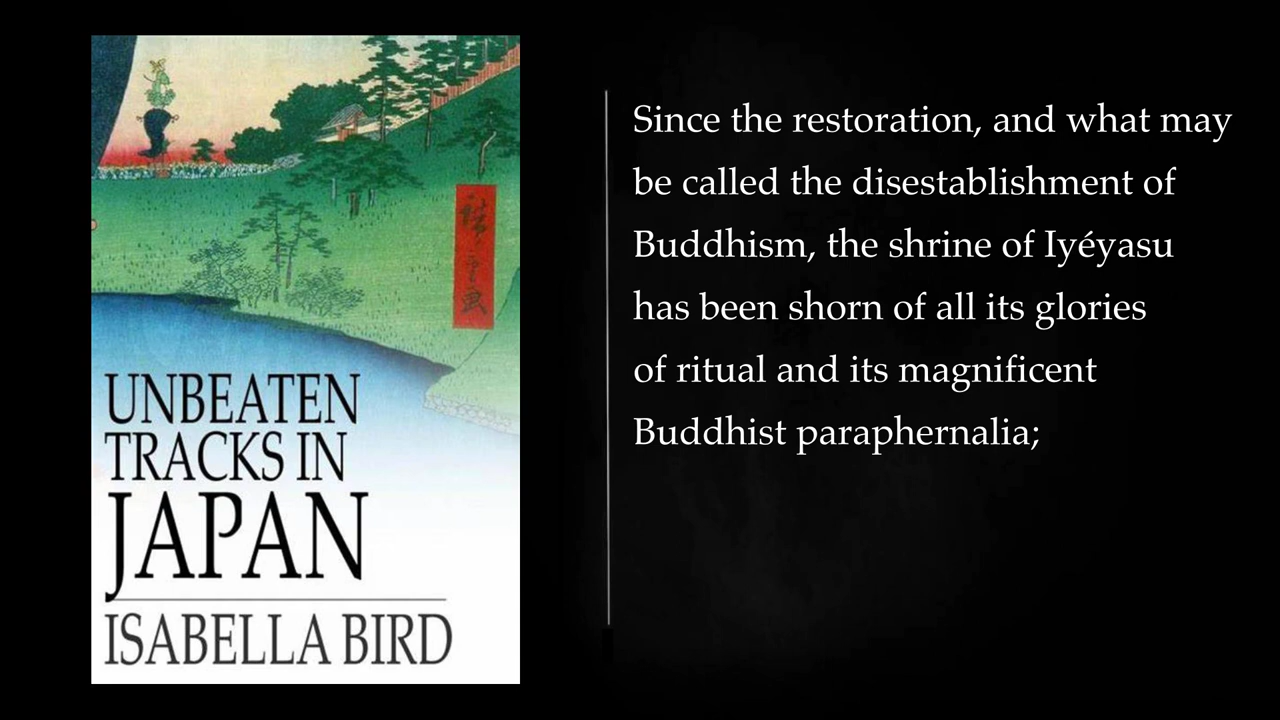 UNBEATEN
TRACKS IN
JAPAN
ISABELLA BIRD
Since the restoration, and what may
be called the disestablishment of
Buddhism, the shrine of Iyéyasu
has been shorn of all its glories
of ritual and its magnificent
Buddhist paraphernalia;